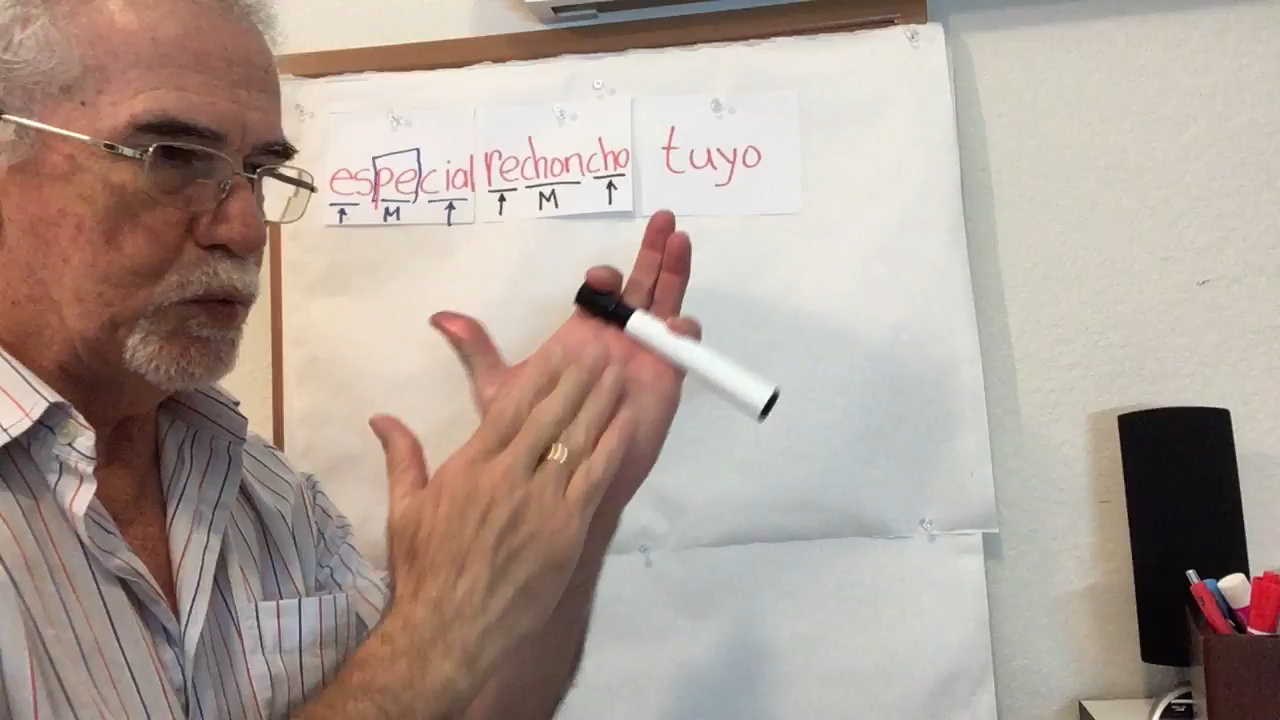 especial rechoncho tuyo
↑ M ↑ ↑ M ↑